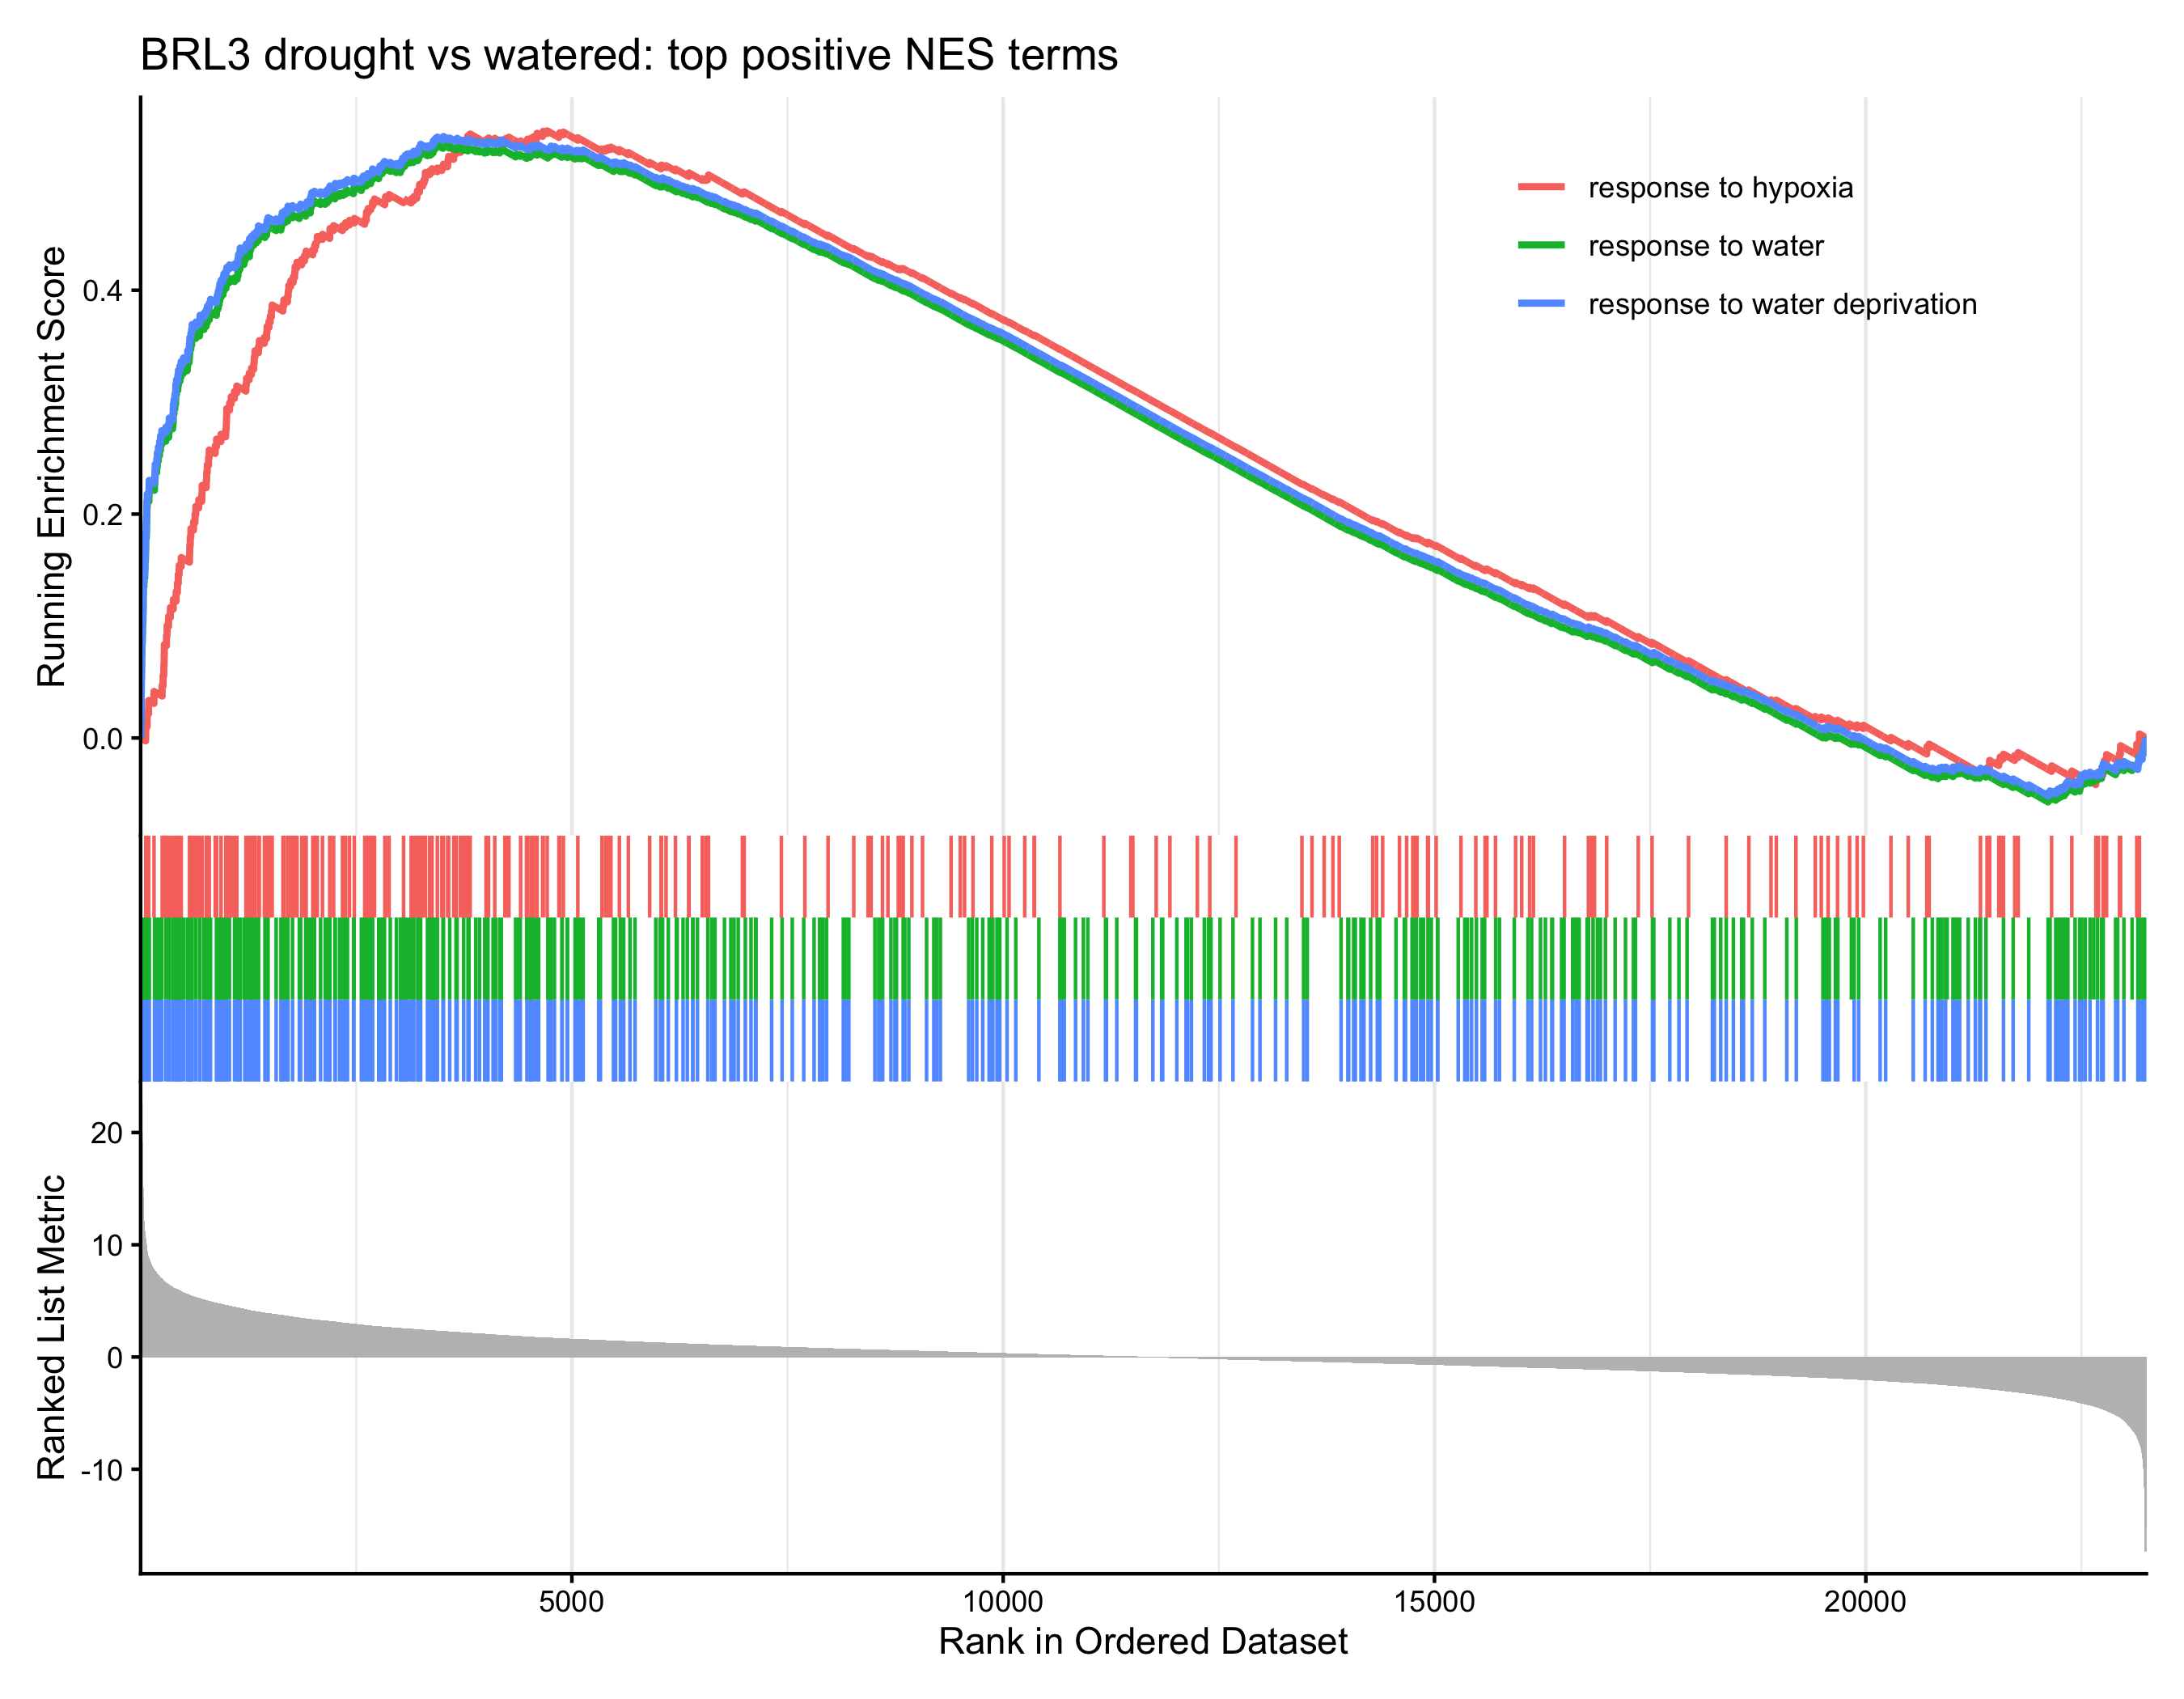 BRL3 drought vs watered: top positive NES terms
Running Enrichment Score
0.4
0.2
0.0
response to hypoxia
response to water
response to water deprivation
Ranked List Metric
20
10
0
-10
5000
10000
15000
20000
Rank in Ordered Dataset